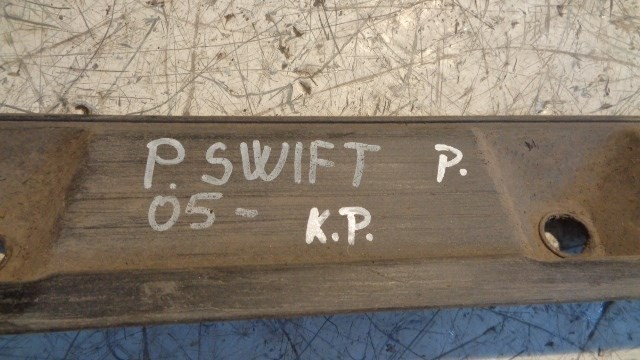 P. SWIFT P.
05- K.P.